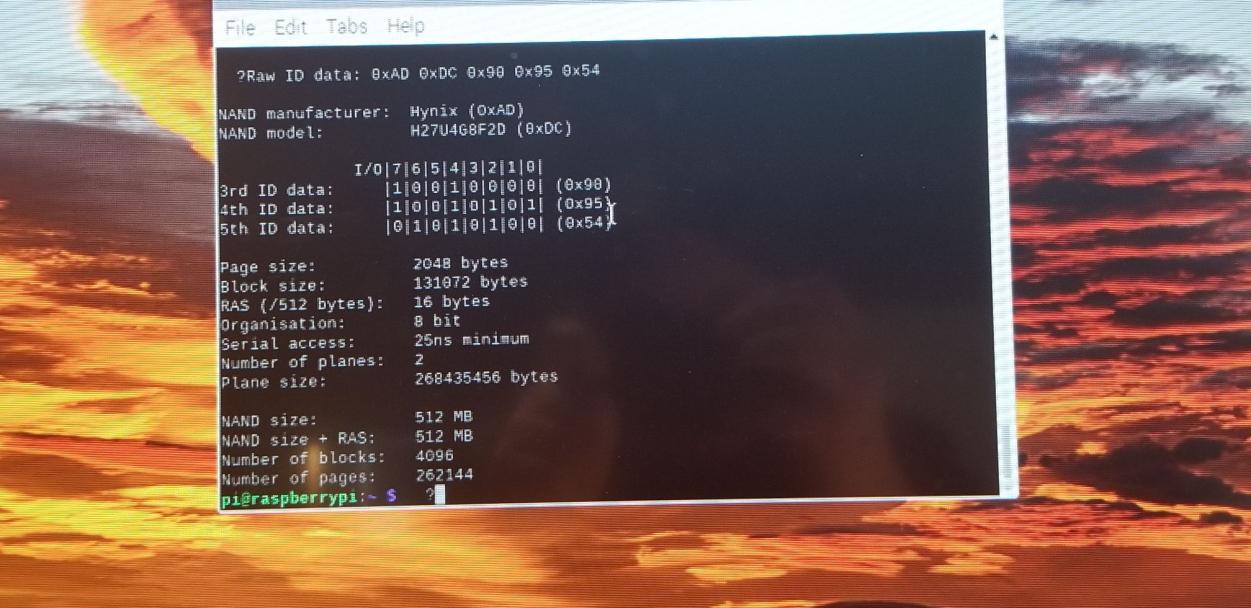 File Edit Tabs Help
?Raw ID data: 0xAD 0xDC 0x90 0x95 0x54
NAND manufacturer: Hynix (0xAD)
NAND model: H27U4G8F2D (0xDC)
I/O|7|6|5|4|3|2|1|0|
3rd ID data: |1|0|0|1|0|0|0|0| (0x90)
4th ID data: |1|0|0|1|0|1|0|1| (0x95)
5th ID data: |0|1|0|1|0|1|0|0| (0x54)
Page size: 2048 bytes
Block size: 131072 bytes
RAS (/512 bytes): 16 bytes
Organisation: 8 bit
Serial access: 25ns minimum
Number of planes: 2
Plane size: 268435456 bytes
NAND size: 512 MB
NAND size + RAS: 512 MB
Number of blocks: 4096
Number of pages: 262144
pi@raspberrypi:~ $ ?